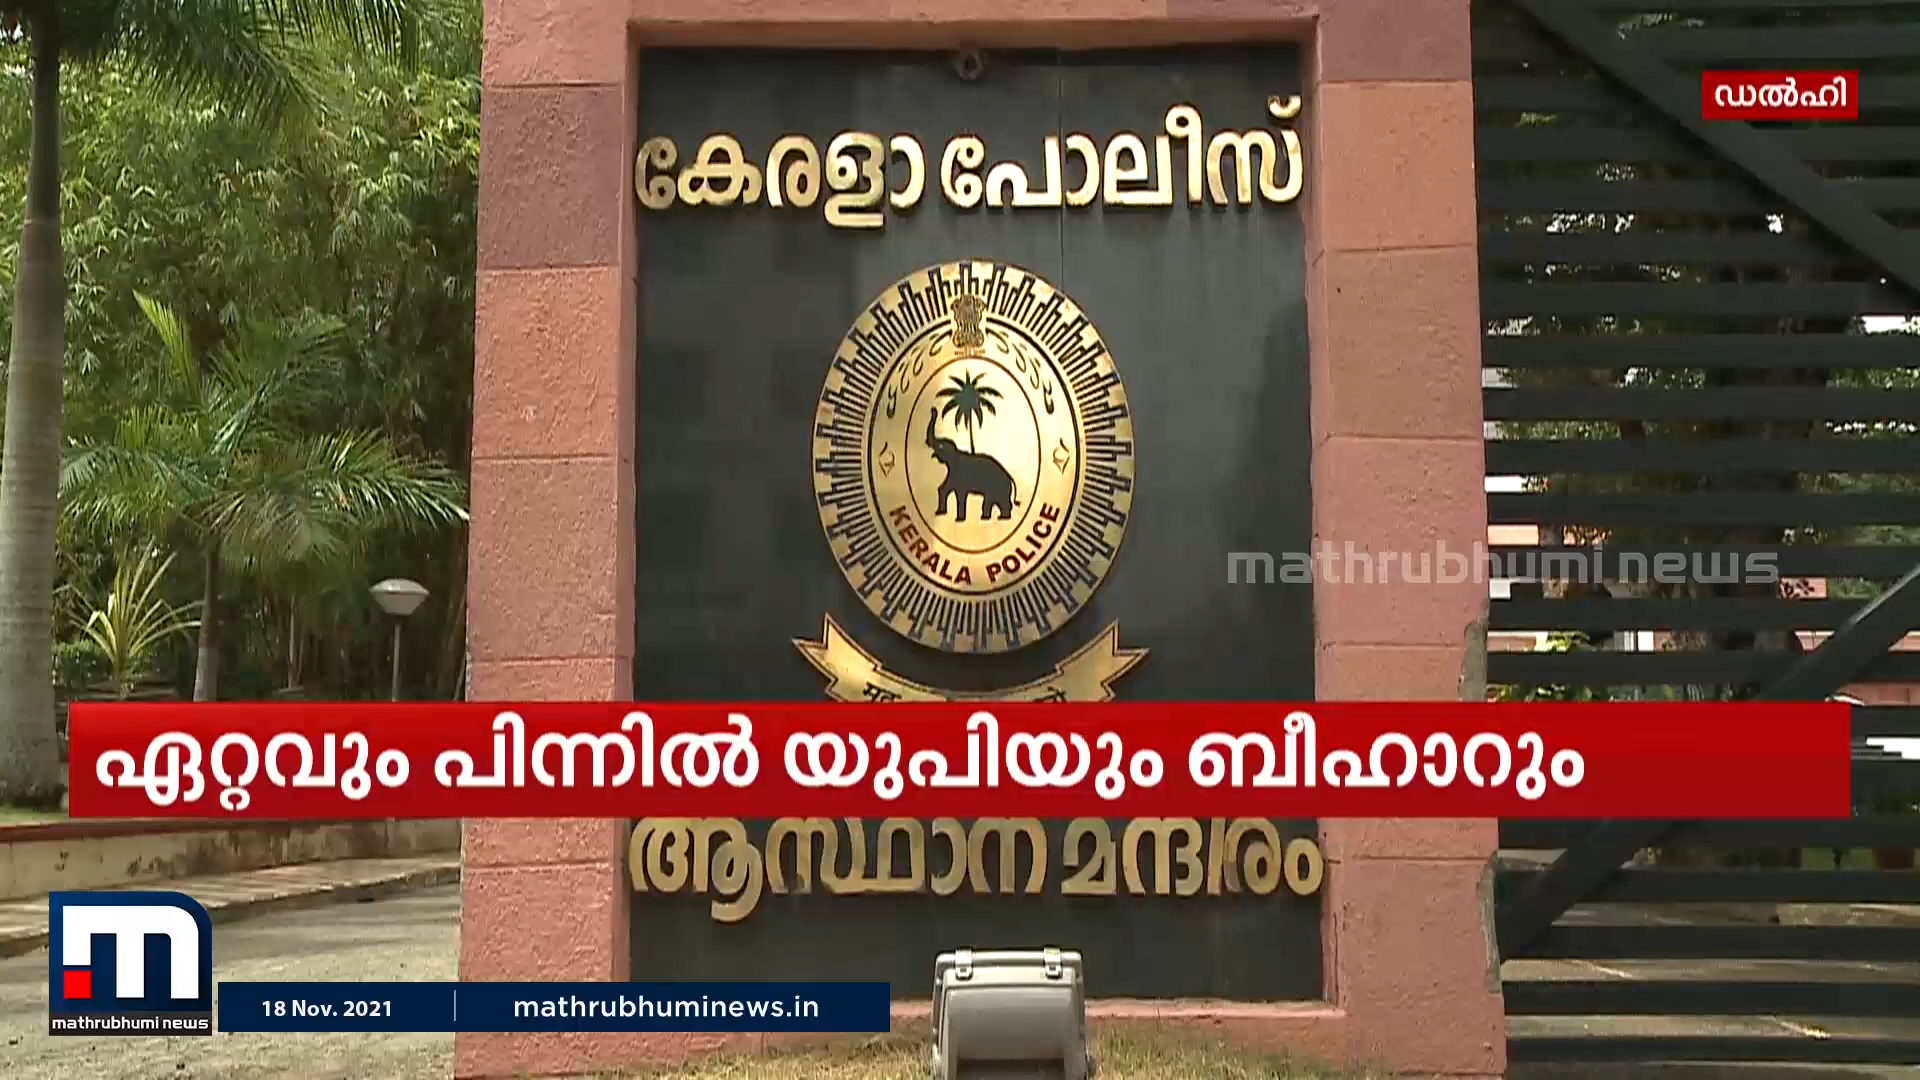 ഡൽഹി
കേരളാ പോലീസ്
KERALA POLICE
mathrubhumi news
ഏറ്റവും പിന്നിൽ യുപിയും ബീഹാറും
ആസ്ഥാന മന്ദിരം
mathrubhumi news
18 Nov. 2021
mathrubhuminews.in